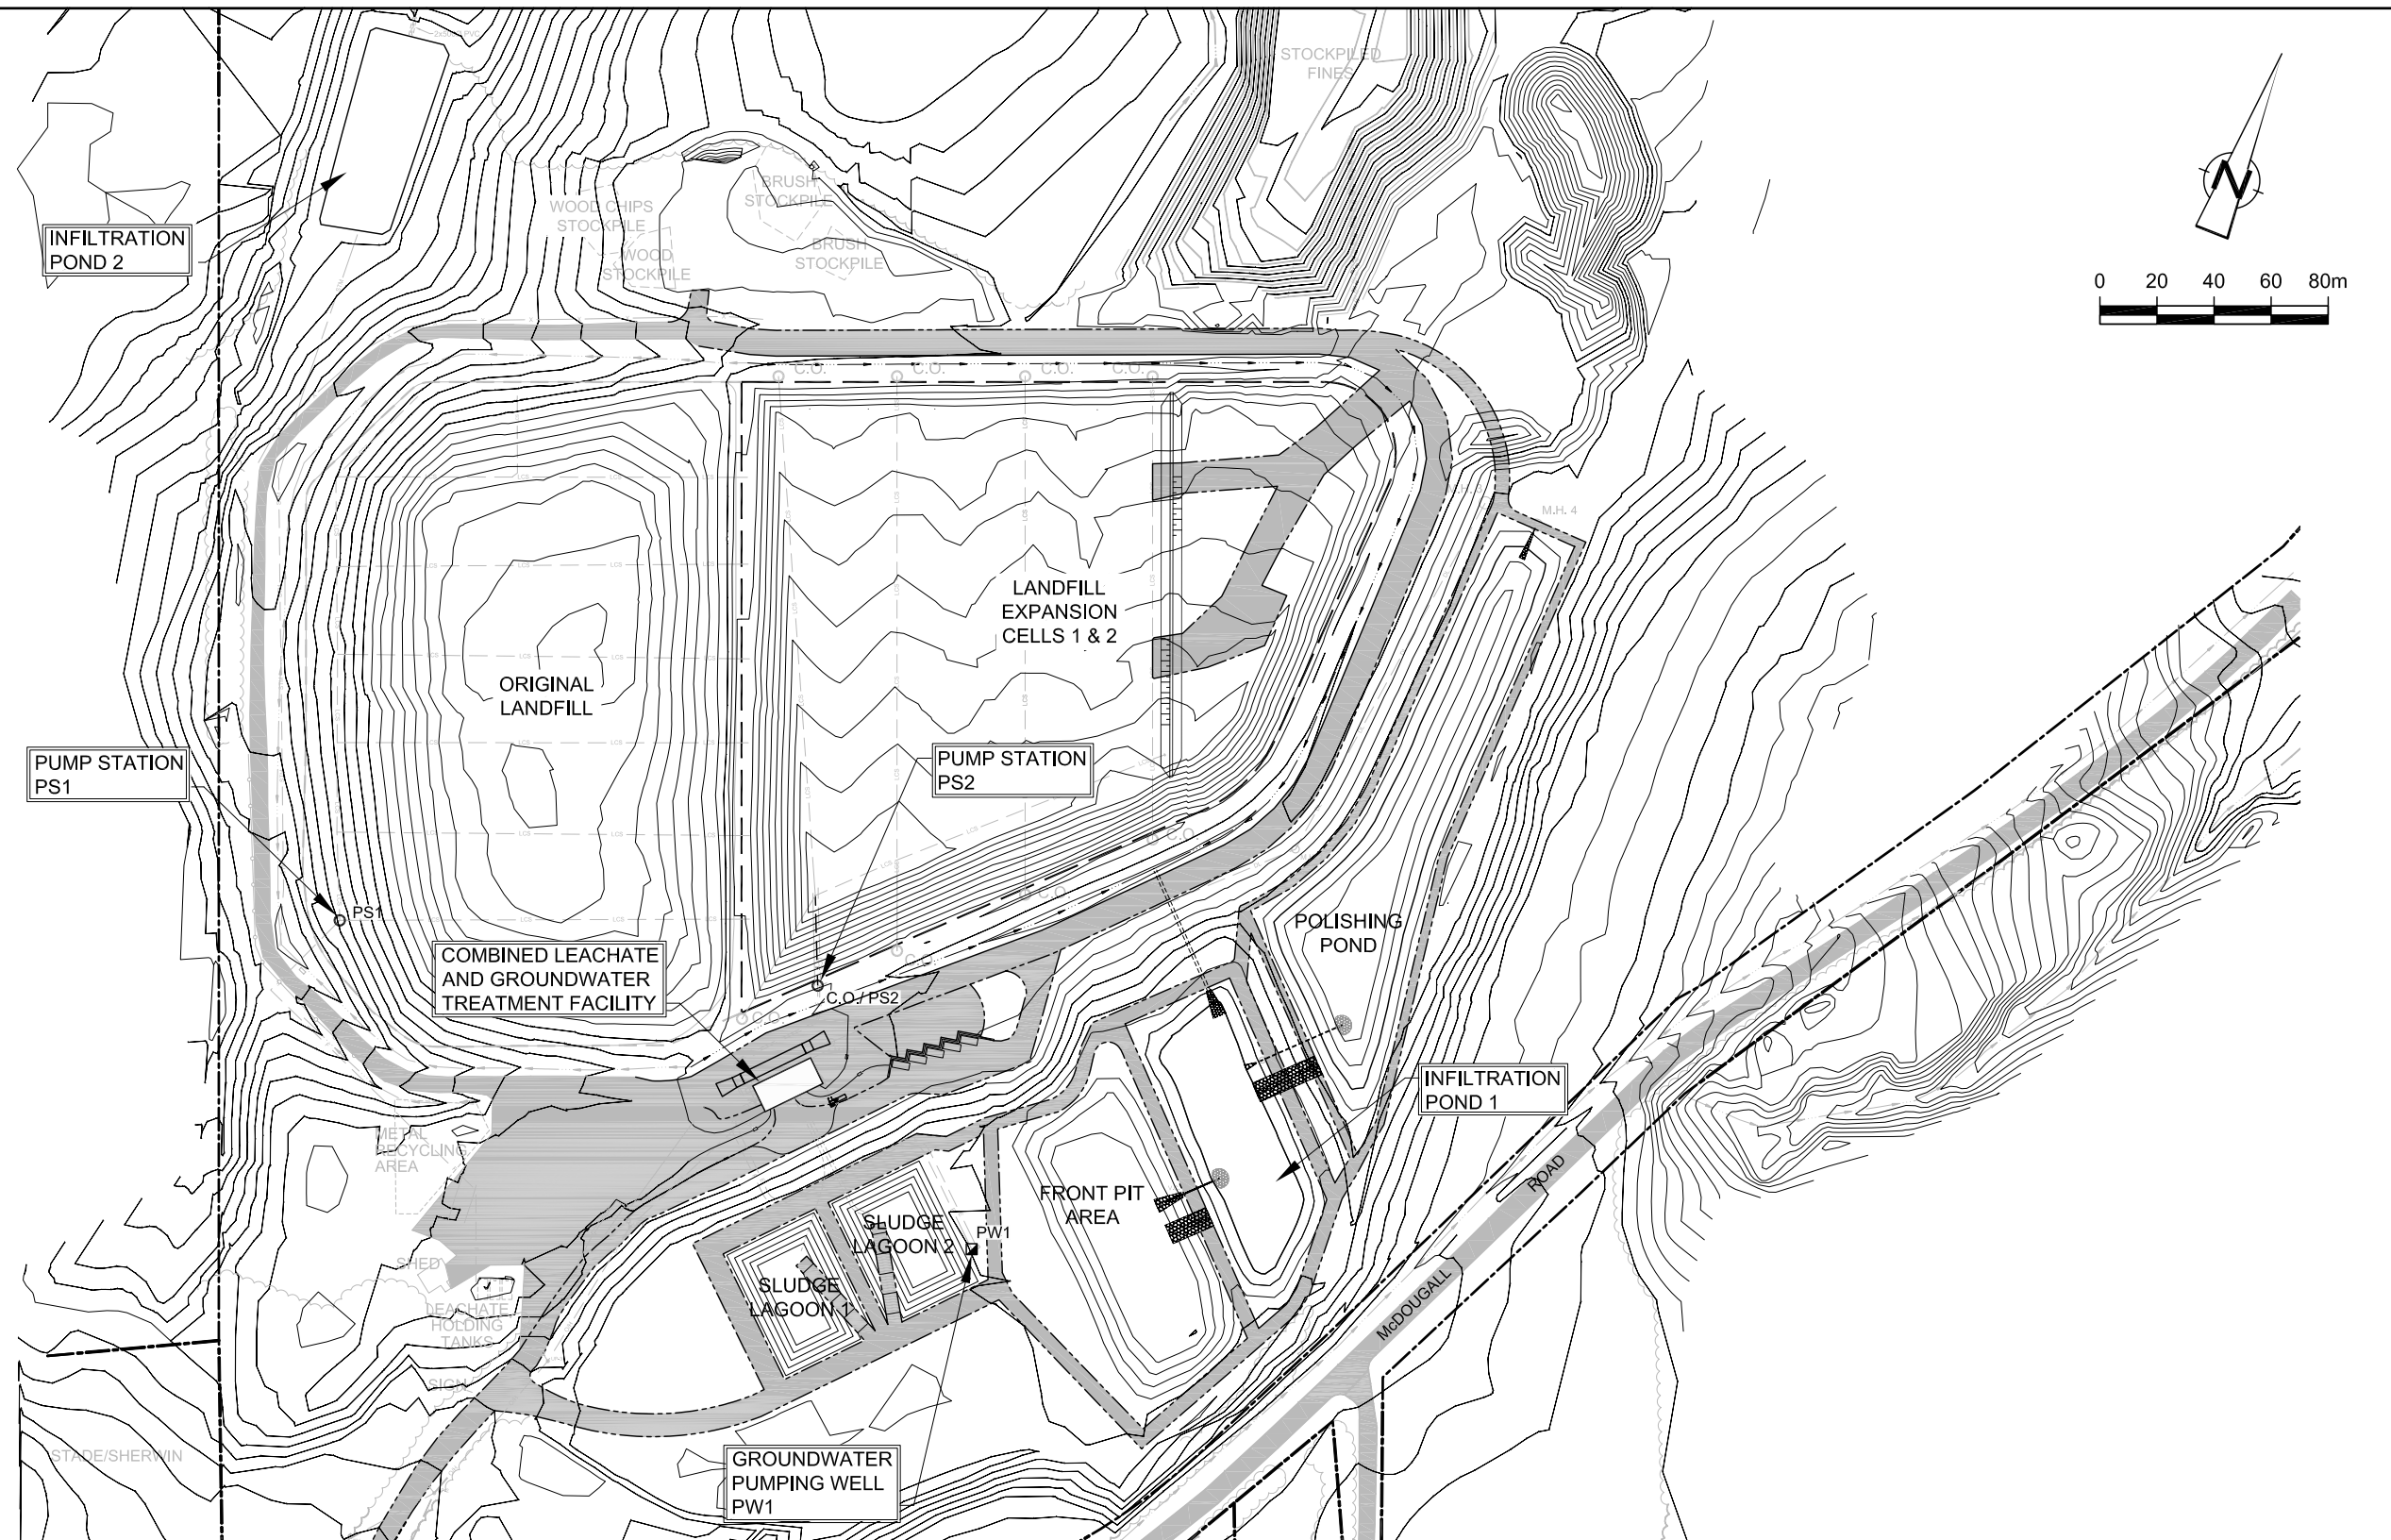 STOCKPILED
FINES
BRUSH
STOCKPILE
WOOD CHIPS
STOCKPILE
BRUSH
STOCKPILE
WOOD
STOCKPILE
INFILTRATION
POND 2
N
0 20 40 60 80m
C.O. C.O. C.O. C.O.
M.H. 4
LANDFILL
EXPANSION
CELLS 1 & 2
LCS LCS LCS
ORIGINAL
LANDFILL
PUMP STATION
PS1
PUMP STATION
PS2
C.O.
C.O.
PS1
COMBINED LEACHATE
AND GROUNDWATER
TREATMENT FACILITY
C.O.
C.O./ PS2
C.O.
POLISHING
POND
INFILTRATION
POND 1
METAL
RECYCLING
AREA
FRONT PIT
AREA
ROAD
McDOUGALL
SLUDGE
LAGOON 2
PW1
SLUDGE
LAGOON 1
SHED
LEACHATE
HOLDING
TANKS
SIGN
STADE/SHERWIN
GROUNDWATER
PUMPING WELL
PW1